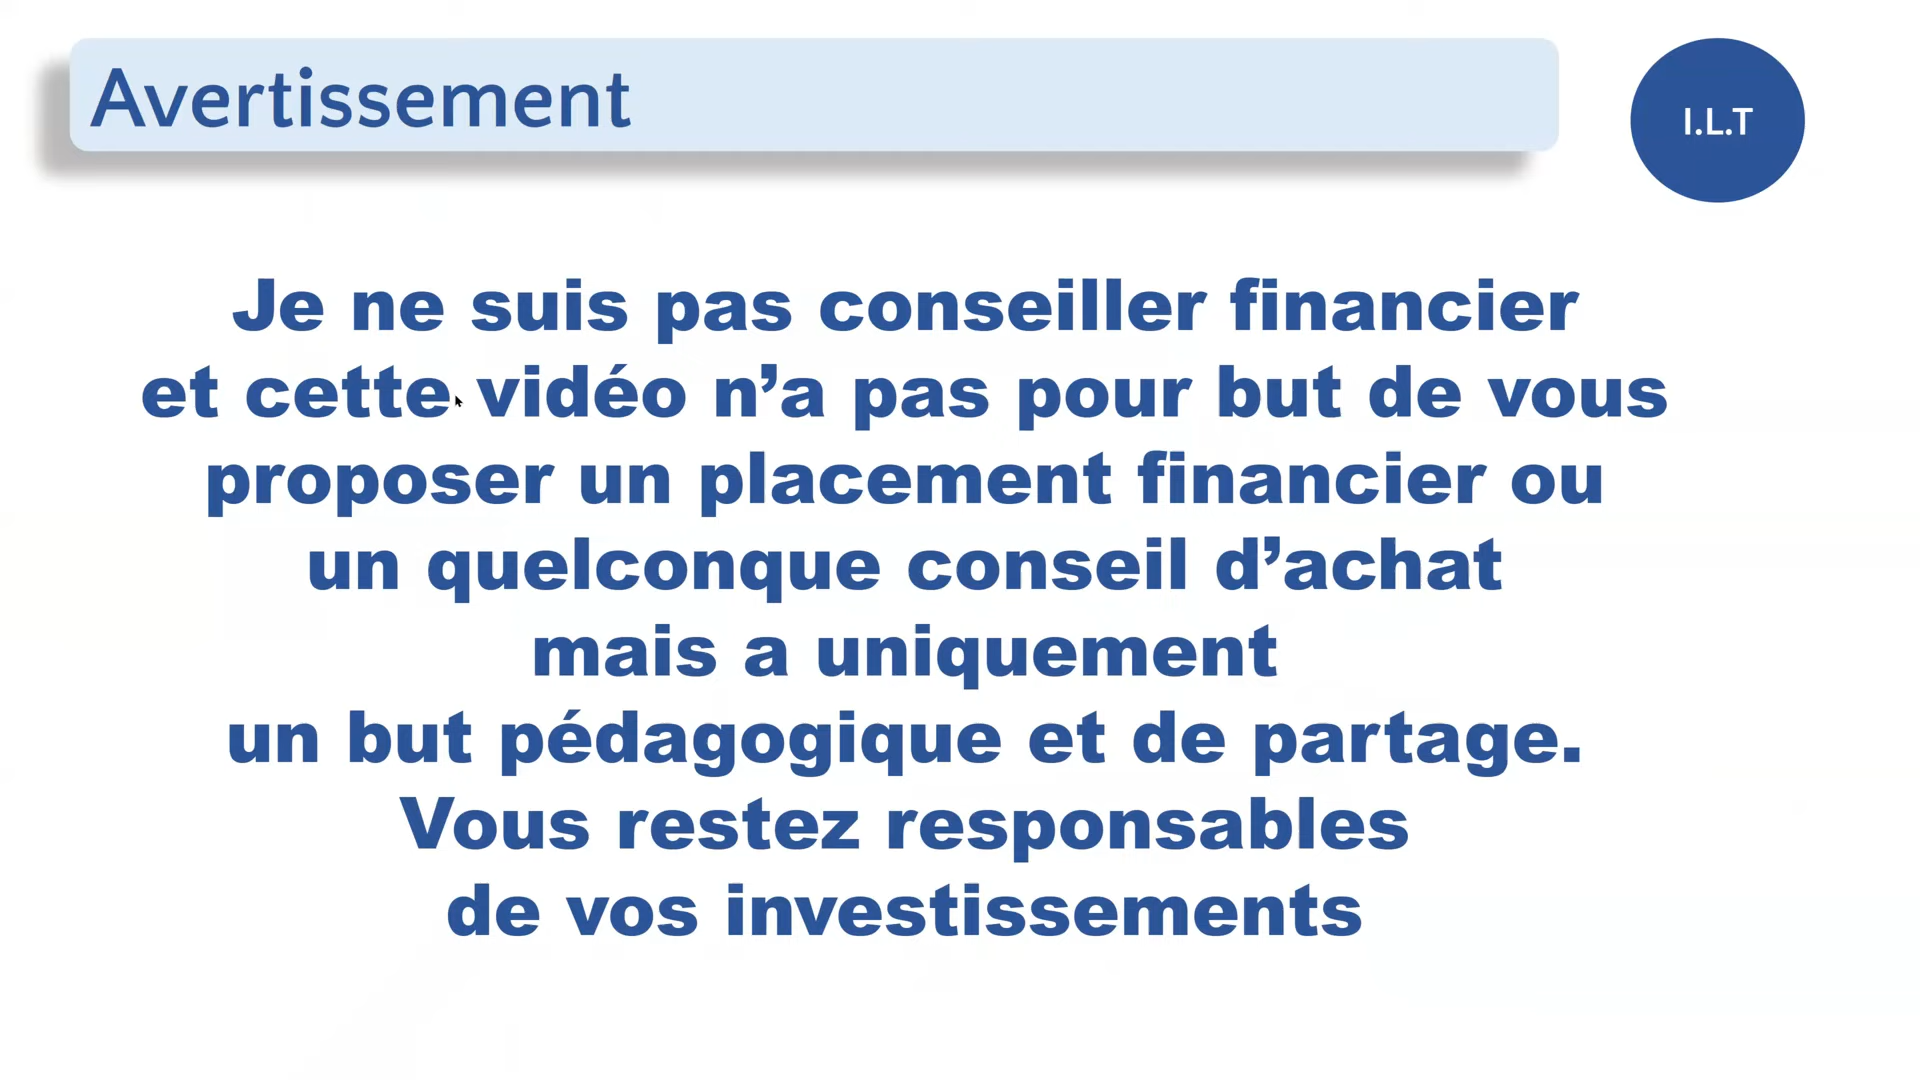 Avertissement
I.L.T
Je ne suis pas conseiller financier
et cette vidéo n’a pas pour but de vous
proposer un placement financier ou
un quelconque conseil d’achat
mais a uniquement
un but pédagogique et de partage.
Vous restez responsables
de vos investissements